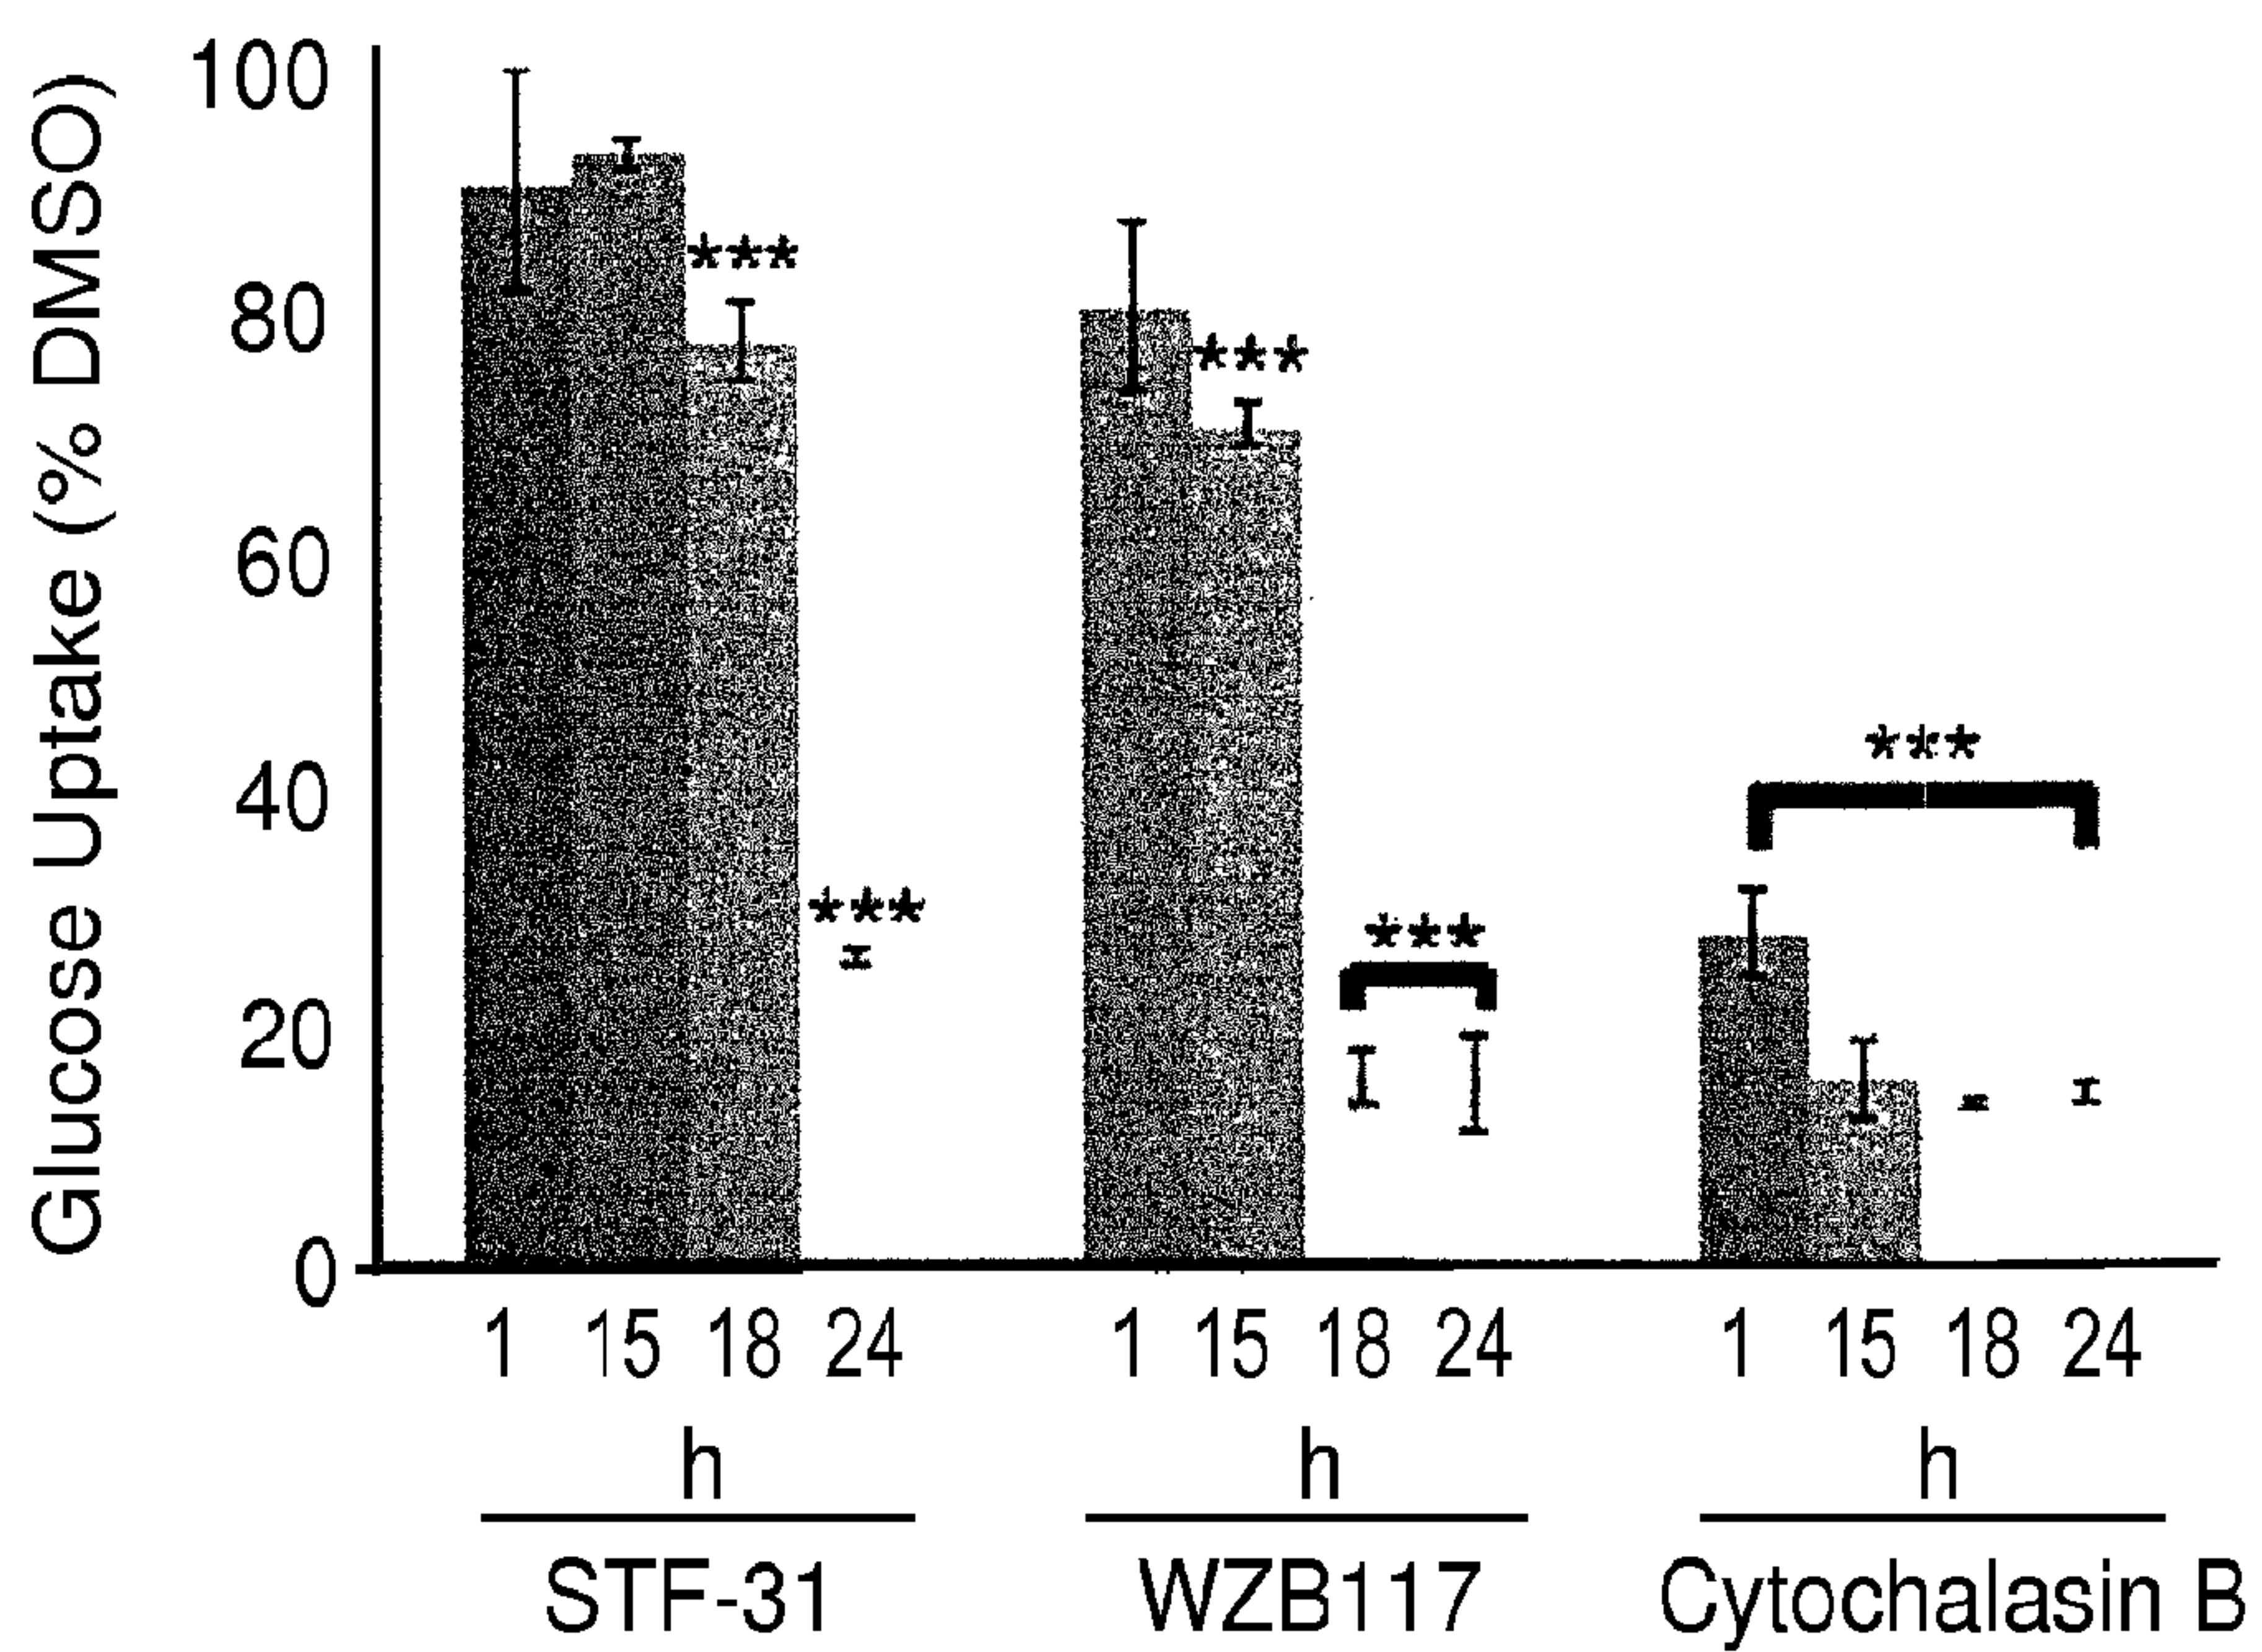 Glucose Uptake (% DMSO)
100
80
60
40
20
0
***
***
***
***
***
1 15 18 24 1 15 18 24 1 15 18 24
h h h
STF-31 WZB117 Cytochalasin B